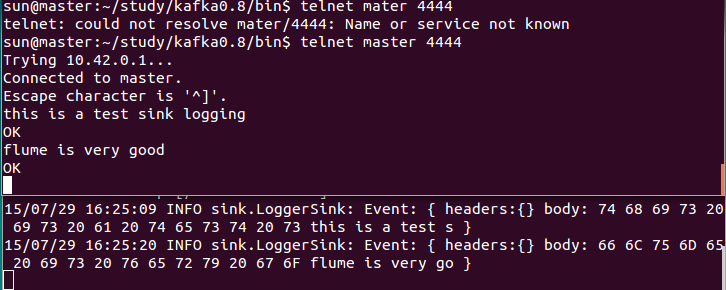 sun@master:~/study/kafka0.8/bin$ telnet mater 4444
telnet: could not resolve mater/4444: Name or service not known
sun@master:~/study/kafka0.8/bin$ telnet master 4444
Trying 10.42.0.1...
Connected to master.
Escape character is '^]'.
this is a test sink logging
OK
flume is very good
OK
15/07/29 16:25:09 INFO sink.LoggerSink: Event: { headers:{} body: 74 68 69 73 20
69 73 20 61 20 74 65 73 74 20 73 this is a test s }
15/07/29 16:25:20 INFO sink.LoggerSink: Event: { headers:{} body: 66 6C 75 6D 65
20 69 73 20 76 65 72 79 20 67 6F flume is very go }